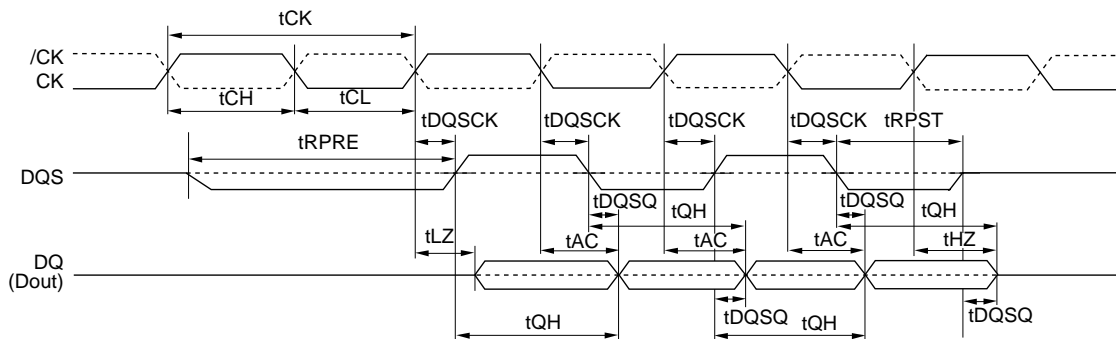 tCK
/CK
CK
tCH
tCL
tDQSCK
tDQSCK
tDQSCK
tDQSCK
tRPST
tRPRE
DQS
tDQSQ
tQH
tDQSQ
tQH
tLZ
tAC
tAC
tAC
tHZ
DQ
(Dout)
tQH
tDQSQ
tQH
tDQSQ